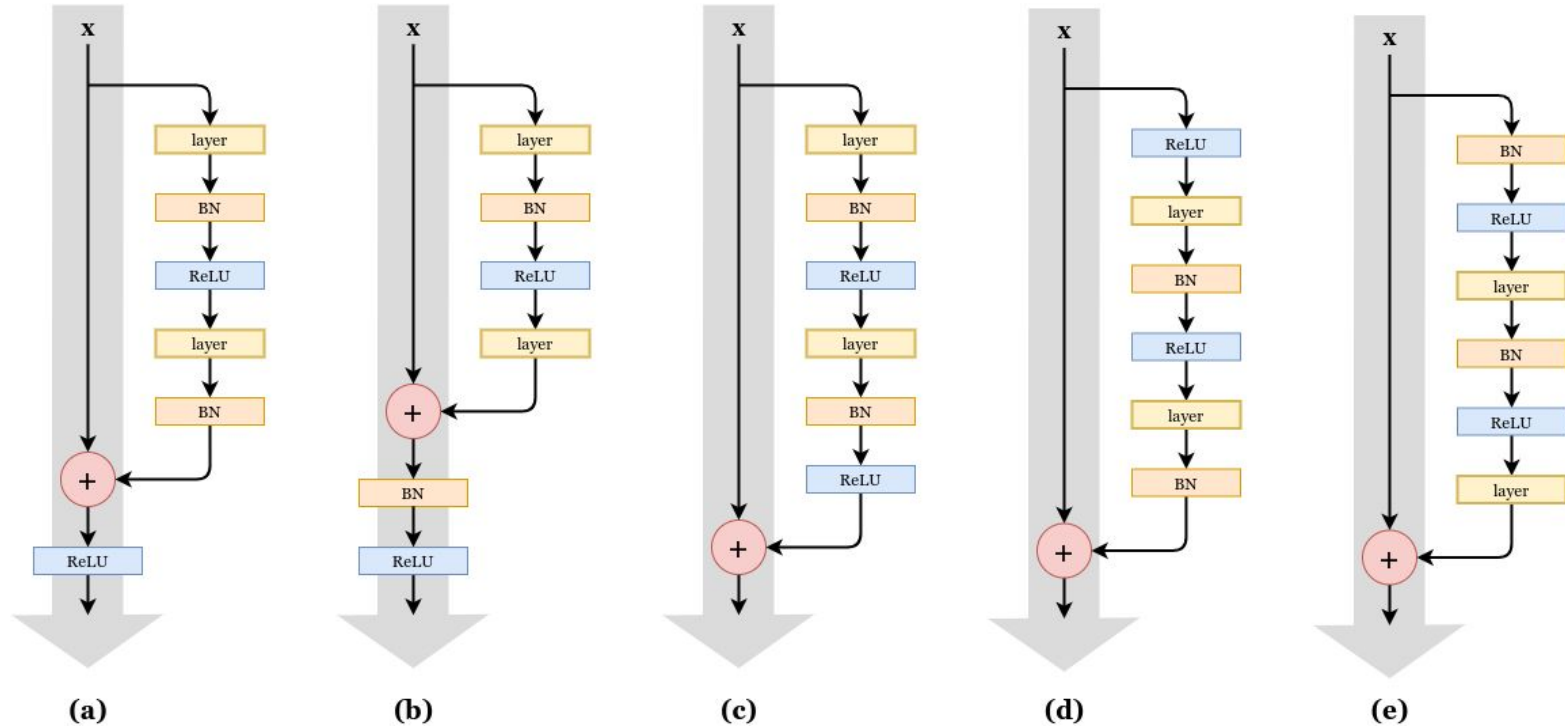 x
layer
BN
ReLU
layer
BN
+
ReLU
(a)
x
layer
BN
ReLU
layer
+
BN
ReLU
(b)
x
layer
BN
ReLU
layer
BN
ReLU
+
(c)
x
ReLU
layer
BN
ReLU
layer
BN
+
(d)
x
BN
ReLU
layer
BN
ReLU
layer
+
(e)